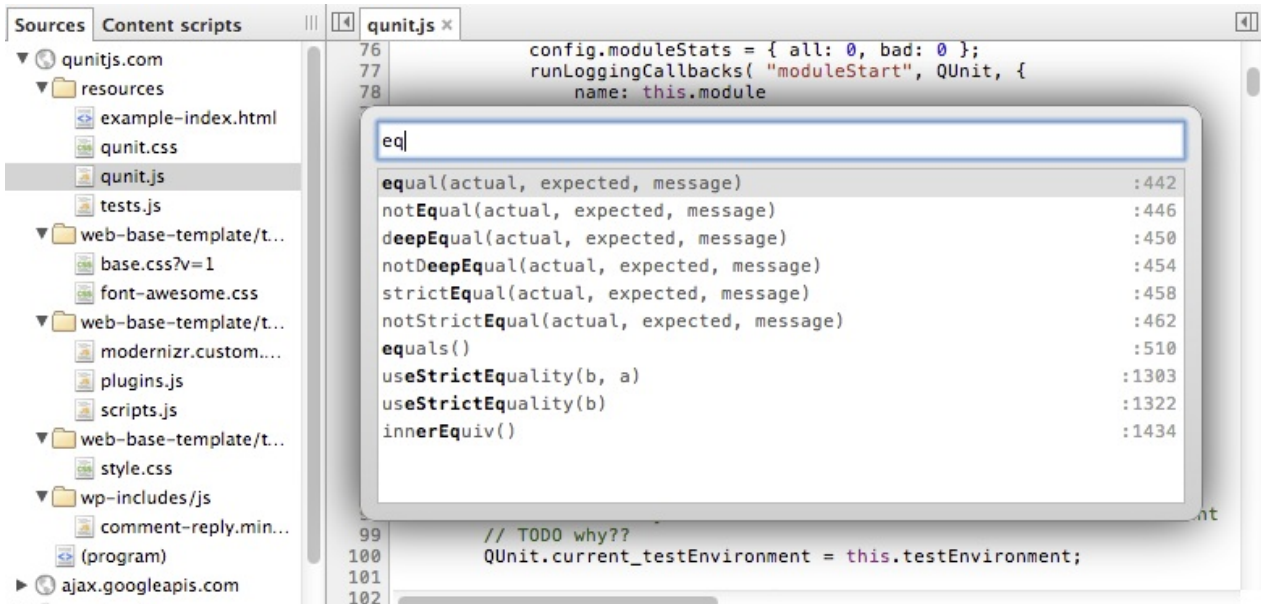 Sources Content scripts
qunitjs.com
resources
example-index.html
qunit.css
qunit.js
tests.js
web-base-template/t...
base.css?v=1
font-awesome.css
web-base-template/t...
modernizr.custom....
plugins.js
scripts.js
web-base-template/t...
style.css
wp-includes/js
comment-reply.min...
(program)
ajax.googleapis.com
qunit.js ×
76 config.moduleStats = { all: 0, bad: 0 };
77 runLoggingCallbacks( "moduleStart", QUnit, {
78 name: this.module
eq
equal(actual, expected, message) :442
notEqual(actual, expected, message) :446
deepEqual(actual, expected, message) :450
notDeepEqual(actual, expected, message) :454
strictEqual(actual, expected, message) :458
notStrictEqual(actual, expected, message) :462
equals() :510
useStrictEquality(b, a) :1303
useStrictEquality(b) :1322
innerEquiv() :1434
99 // TODO why??
100 QUnit.current_testEnvironment = this.testEnvironment;
101
102